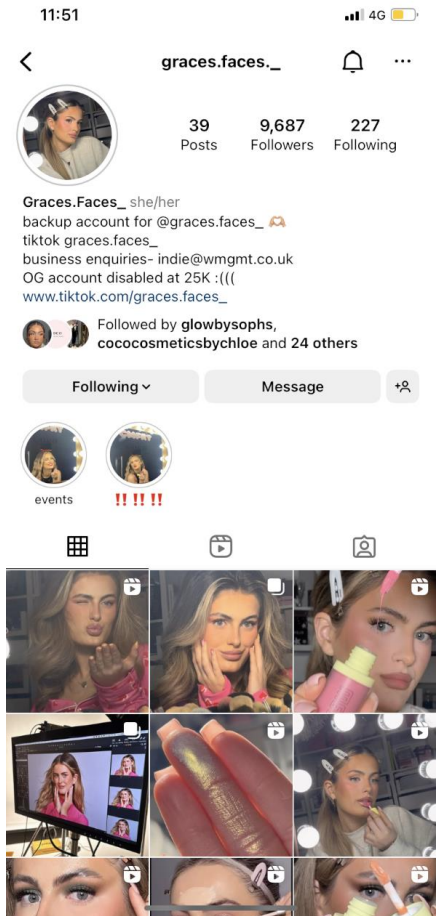 11:51
4G
graces.faces._
39
Posts
9,687
Followers
227
Following
Graces.Faces_ she/her
backup account for @graces.faces_ 🫶🏼
tiktok graces.faces_
business enquiries- indie@wmgmt.co.uk
OG account disabled at 25K :(((
www.tiktok.com/graces.faces_
Followed by glowbysophs,
cococosmeticsbychloe and 24 others
Following
Message
events
‼️ ‼️ ‼️